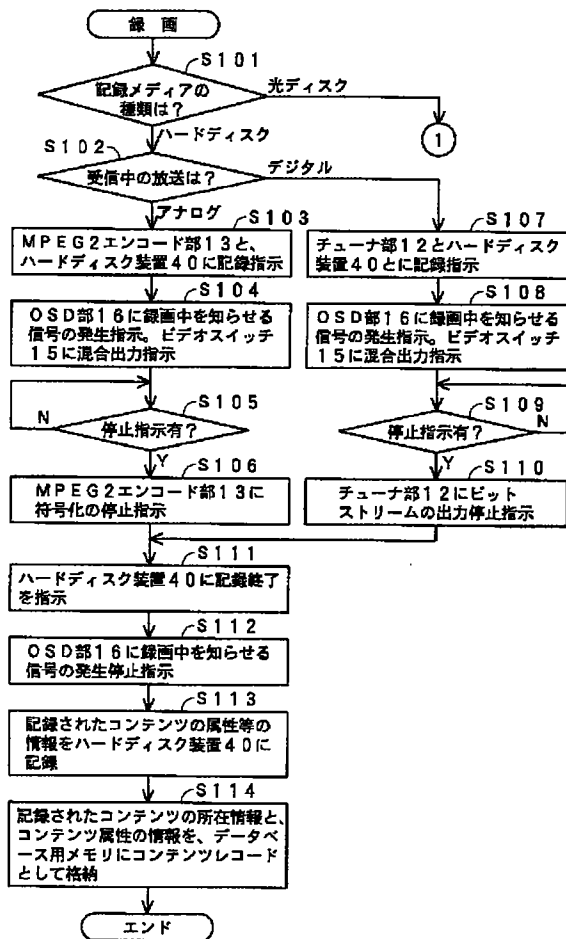 録 画
S101
記録メディアの
種類は?
光ディスク
1
ハードディスク
S102
受信中の放送は?
デジタル
アナログ
S103
MPEG2エンコード部13と、
ハードディスク装置40に記録指示
S104
OSD部16に録画中を知らせる
信号の発生指示。ビデオスイッチ
15に混合出力指示
S105
N
停止指示有?
Y
S106
MPEG2エンコード部13に
符号化の停止指示
S107
チューナ部12とハードディスク
装置40とに記録指示
S108
OSD部16に録画中を知らせる
信号の発生指示。ビデオスイッチ
15に混合出力指示
S109
停止指示有?
N
Y
S110
チューナ部12にビット
ストリームの出力停止指示
S111
ハードディスク装置40に記録終了
を指示
S112
OSD部16に録画中を知らせる
信号の発生停止指示
S113
記録されたコンテンツの属性等の
情報をハードディスク装置40に
記録
S114
記録されたコンテンツの所在情報と、
コンテンツ属性の情報を、データベ
ース用メモリにコンテンツレコード
として格納
エンド